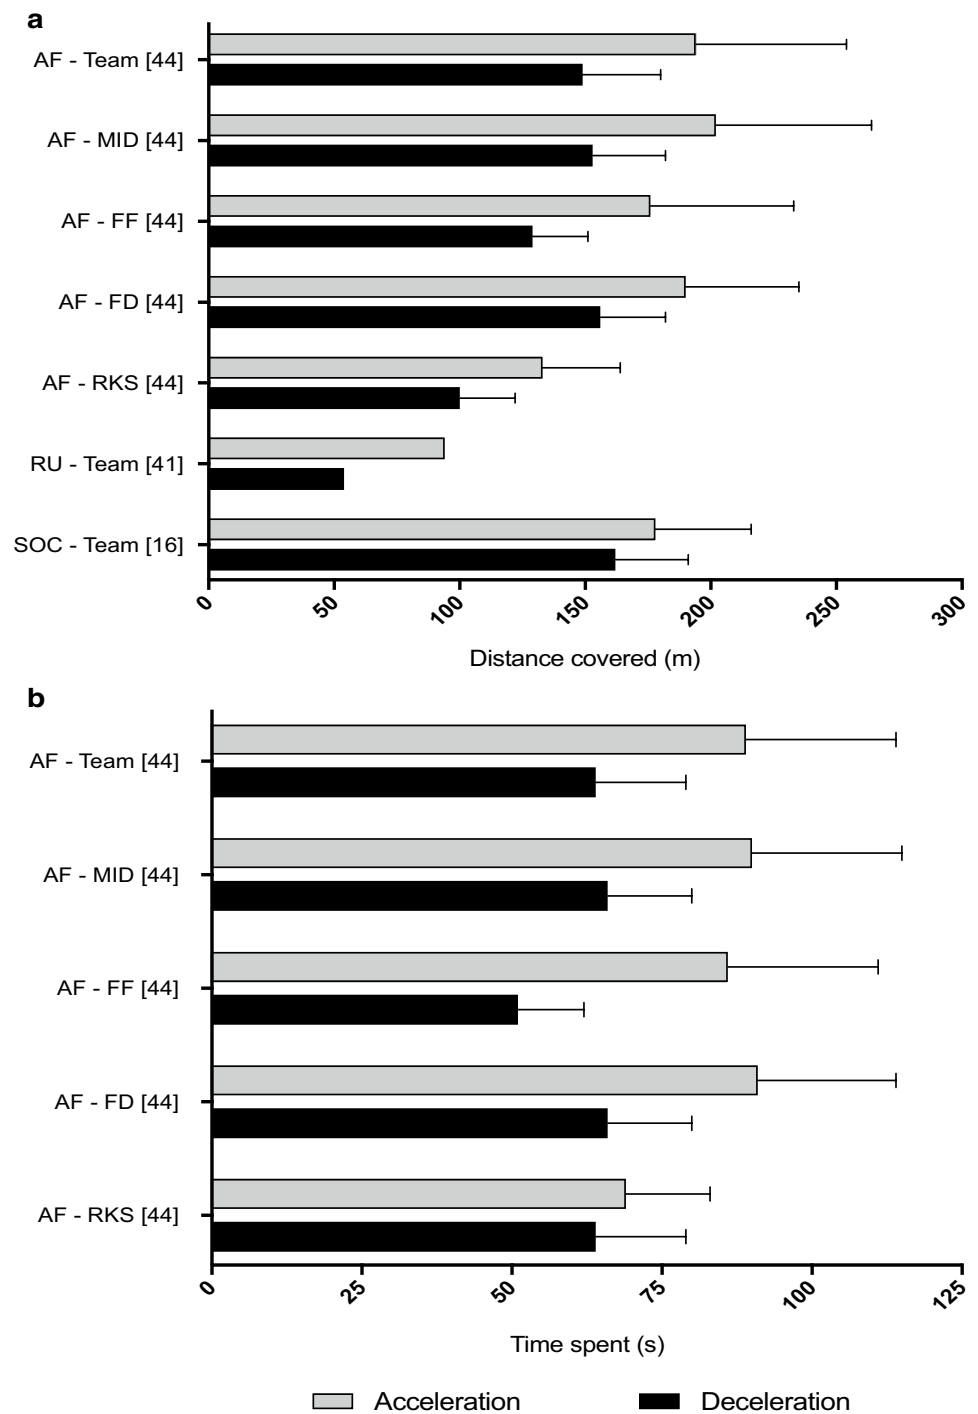 a
AF - Team [44]
AF - MID [44]
AF - FF [44]
AF - FD [44]
AF - RKS [44]
RU - Team [41]
SOC - Team [16]
0 50 100 150 200 250 300
Distance covered (m)
b
AF - Team [44]
AF - MID [44]
AF - FF [44]
AF - FD [44]
AF - RKS [44]
0 25 50 75 100 125
Time spent (s)
Acceleration Deceleration